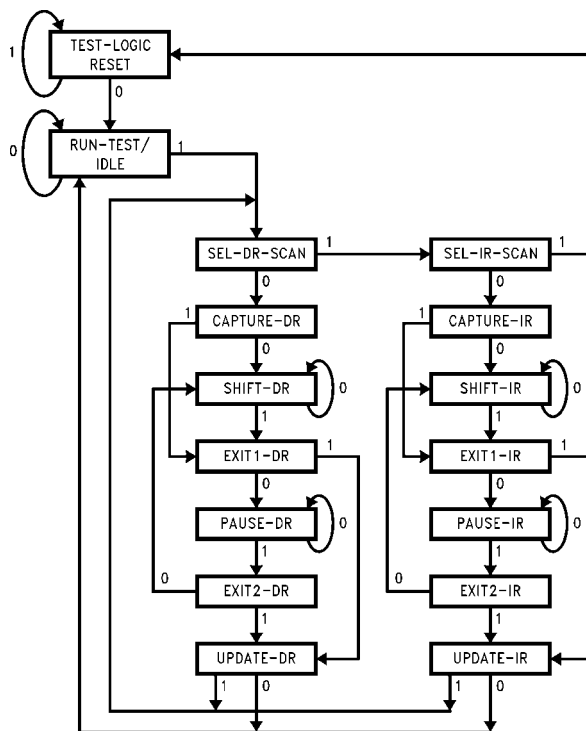 TEST-LOGIC
RESET
1
0
RUN-TEST/
IDLE
0
1
SEL-DR-SCAN
1
SEL-IR-SCAN
1
0
0
1
CAPTURE-DR
1
CAPTURE-IR
0
0
SHIFT-DR
0
SHIFT-IR
0
1
1
EXIT1-DR
1
EXIT1-IR
1
0
0
PAUSE-DR
0
PAUSE-IR
0
1
1
0
EXIT2-DR
0
EXIT2-IR
1
1
UPDATE-DR
UPDATE-IR
1
0
1
0